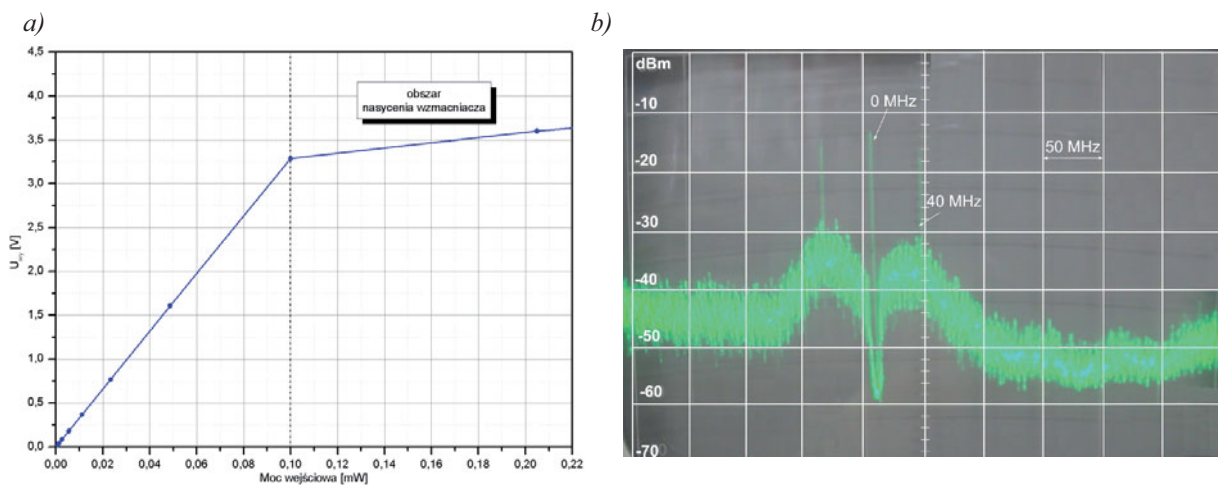 a)
4,5
4,0
3,5
3,0
2,5
2,0
1,5
1,0
0,5
0,0
U [V]
obszar
nasycenia wzmacniacza
0,00 0,02 0,04 0,06 0,08 0,10 0,12 0,14 0,16 0,18 0,20 0,22
Moc wejściowa [mW]
b)
dBm
-10
0 MHz
-20
50 MHz
-30
40 MHz
-40
-50
-60
-70